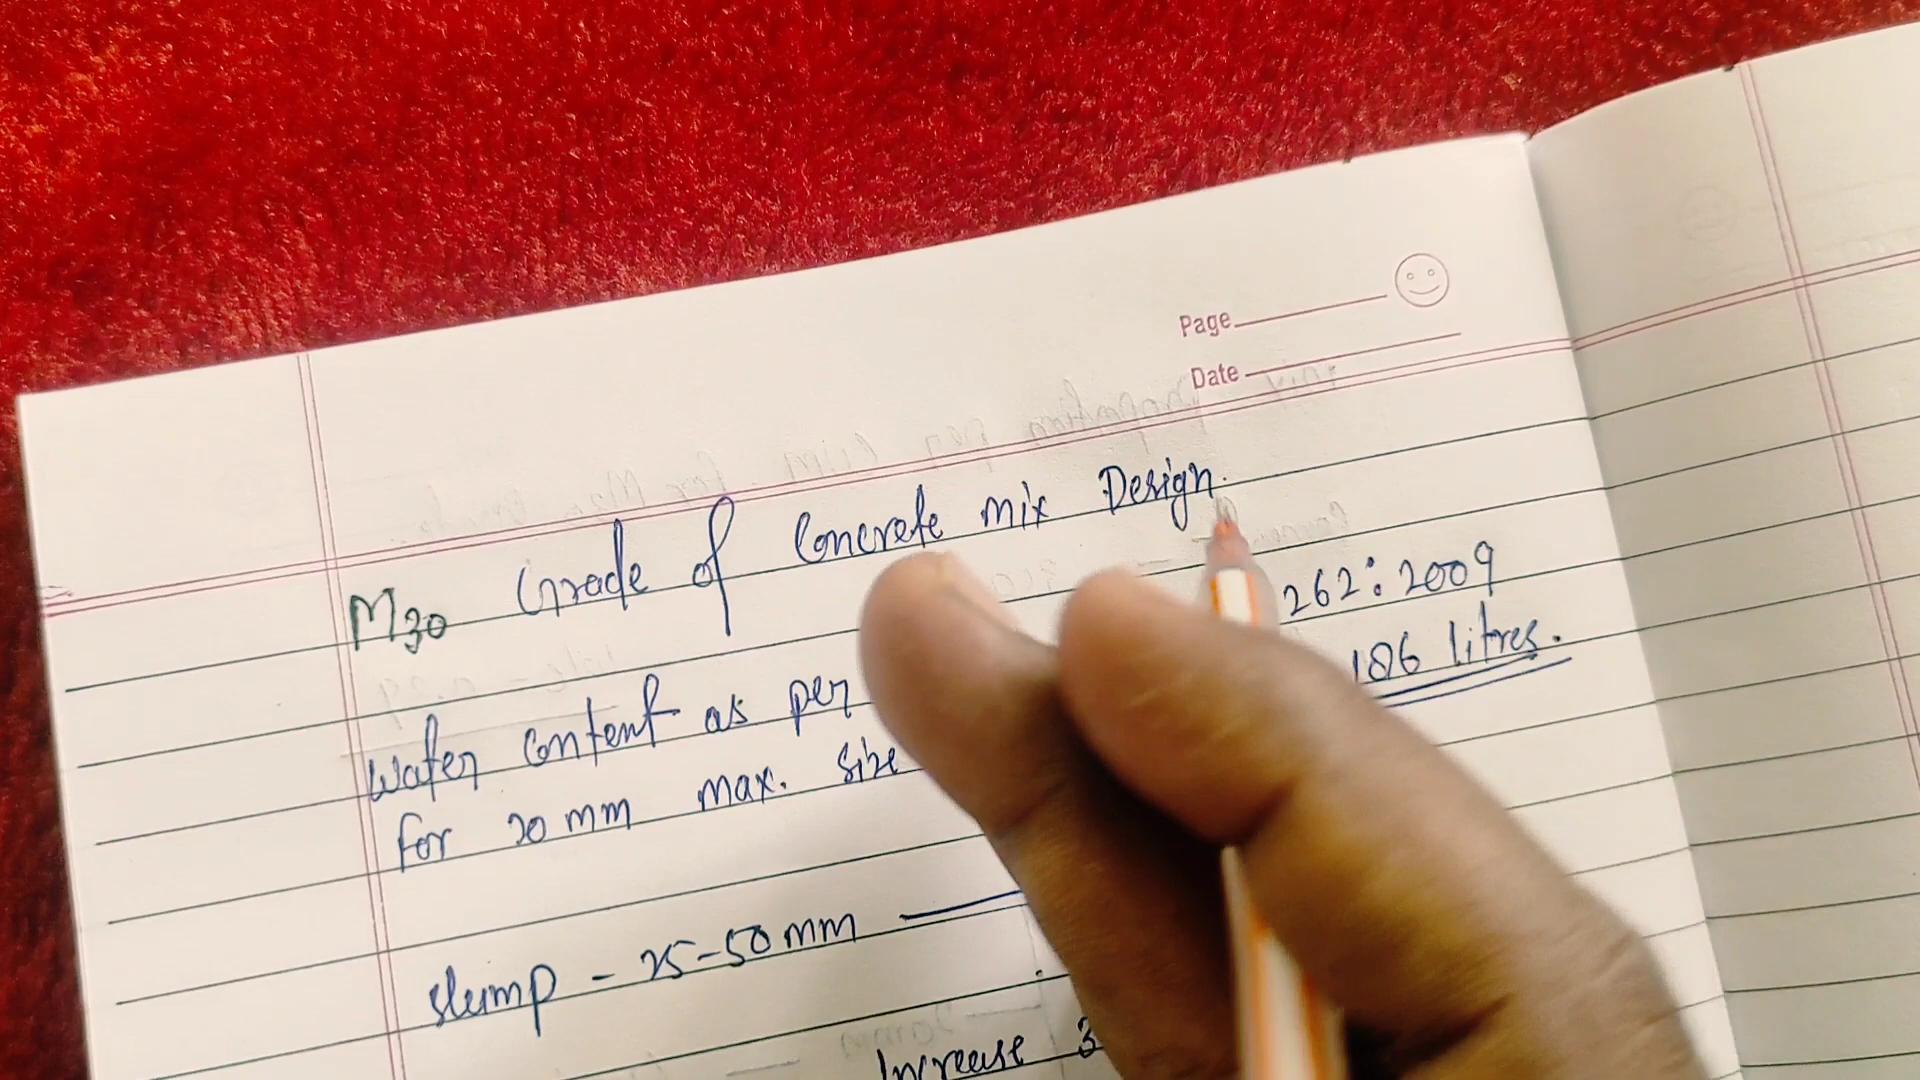 Page
Date
M30 Grade of Concrete mix Design.
Water Content as per 262:2009
for 20 mm max. size 186 litres.
Slump - 25-50 mm
Increase 3